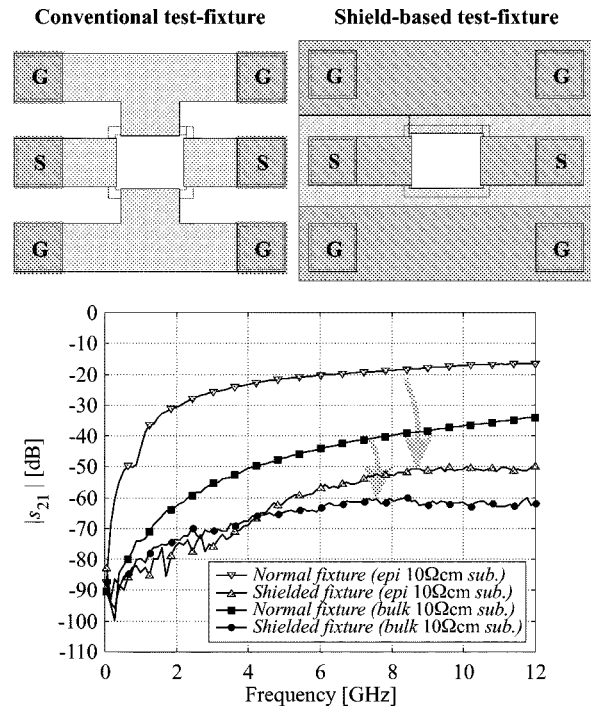 Conventional test-fixture
Shield-based test-fixture
G G G G
S S S S
G G G G
0
-10
-20
-30
-40
-50
-60
-70
-80
-90
-100
-110
|s21| [dB]
Normal fixture (epi 10Ωcm sub.)
Shielded fixture (epi 10Ωcm sub.)
Normal fixture (bulk 10Ωcm sub.)
Shielded fixture (bulk 10Ωcm sub.)
0 2 4 6 8 10 12
Frequency [GHz]